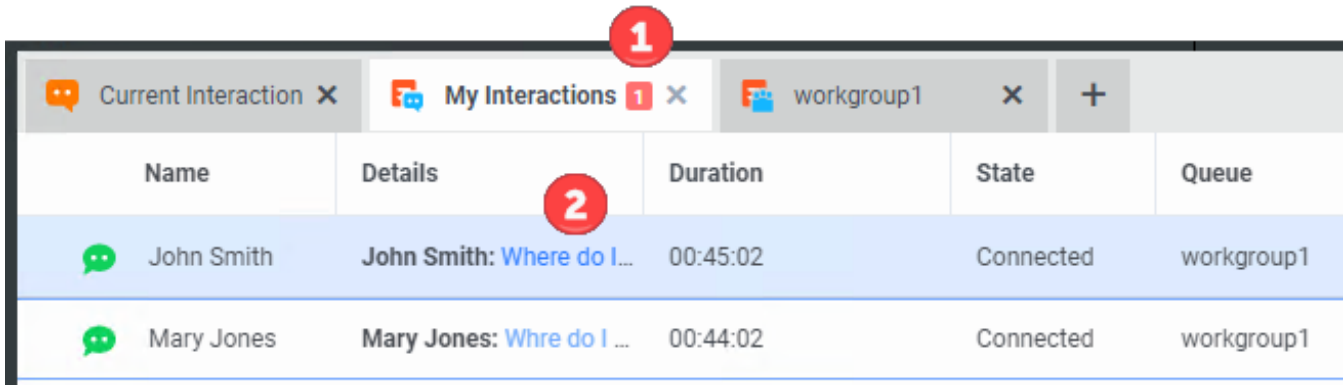 1
Current Interaction × My Interactions 1 × workgroup1 × +
Name Details Duration State Queue
2
John Smith John Smith: Where do I... 00:45:02 Connected workgroup1
Mary Jones Mary Jones: Whre do I ... 00:44:02 Connected workgroup1